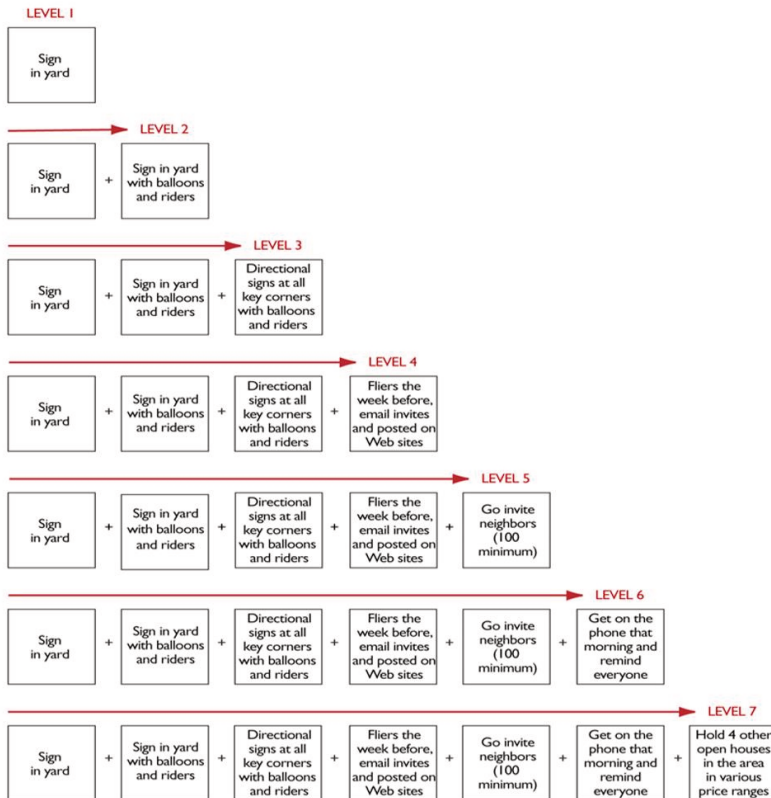 LEVEL 1
Sign
in yard
LEVEL 2
Sign
in yard
+
Sign in yard
with balloons
and riders
LEVEL 3
Sign
in yard
+
Sign in yard
with balloons
and riders
+
Directional
signs at all
key corners
with balloons
and riders
LEVEL 4
Sign
in yard
+
Sign in yard
with balloons
and riders
+
Directional
signs at all
key corners
with balloons
and riders
+
Fliers the
week before,
email invites
and posted on
Web sites
LEVEL 5
Sign
in yard
+
Sign in yard
with balloons
and riders
+
Directional
signs at all
key corners
with balloons
and riders
+
Fliers the
week before,
email invites
and posted on
Web sites
+
Go invite
neighbors
(100
minimum)
LEVEL 6
Sign
in yard
+
Sign in yard
with balloons
and riders
+
Directional
signs at all
key corners
with balloons
and riders
+
Fliers the
week before,
email invites
and posted on
Web sites
+
Go invite
neighbors
(100
minimum)
+
Get on the
phone that
morning and
remind
everyone
LEVEL 7
Sign
in yard
+
Sign in yard
with balloons
and riders
+
Directional
signs at all
key corners
with balloons
and riders
+
Fliers the
week before,
email invites
and posted on
Web sites
+
Go invite
neighbors
(100
minimum)
+
Get on the
phone that
morning and
remind
everyone
+
Hold 4 other
open houses
in the area
in various
price ranges